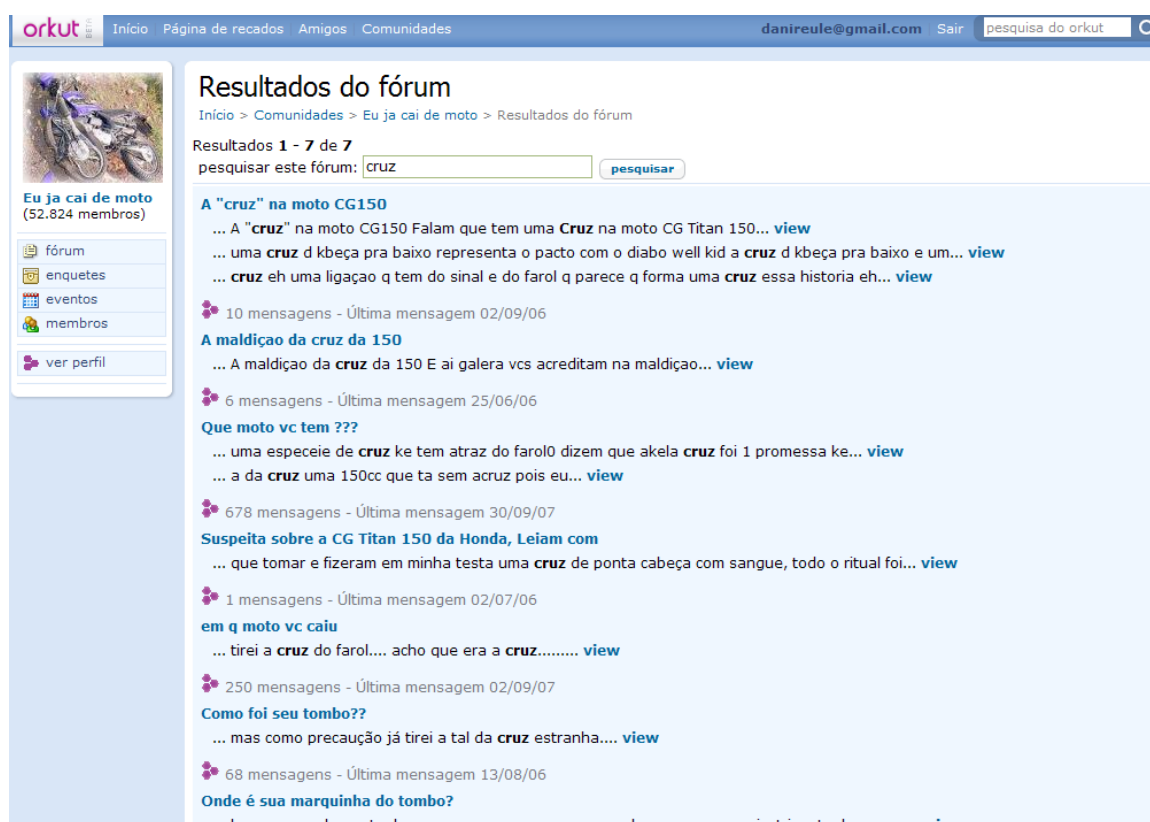 orkut BETA Início Página de recados Amigos Comunidades danireule@gmail.com Sair pesquisa do orkut
Eu ja cai de moto
(52.824 membros)
fórum
enquetes
eventos
membros
ver perfil
Resultados do fórum
Início > Comunidades > Eu ja cai de moto > Resultados do fórum
Resultados 1 - 7 de 7
pesquisar este fórum: cruz pesquisar
A "cruz" na moto CG150
... A "cruz" na moto CG150 Falam que tem uma Cruz na moto CG Titan 150... view
... uma cruz d kbeça pra baixo representa o pacto com o diabo well kid a cruz d kbeça pra baixo e um... view
... cruz eh uma ligaçao q tem do sinal e do farol q parece q forma uma cruz essa historia eh... view
10 mensagens - Última mensagem 02/09/06
A maldiçao da cruz da 150
... A maldiçao da cruz da 150 E ai galera vcs acreditam na maldiçao... view
6 mensagens - Última mensagem 25/06/06
Que moto vc tem ???
... uma especeie de cruz ke tem atraz do farol0 dizem que akela cruz foi 1 promessa ke... view
... a da cruz uma 150cc que ta sem acruz pois eu... view
678 mensagens - Última mensagem 30/09/07
Suspeita sobre a CG Titan 150 da Honda, Leiam com
... que tomar e fizeram em minha testa uma cruz de ponta cabeça com sangue, todo o ritual foi... view
1 mensagens - Última mensagem 02/07/06
em q moto vc caiu
... tirei a cruz do farol.... acho que era a cruz......... view
250 mensagens - Última mensagem 02/09/07
Como foi seu tombo??
... mas como precaução já tirei a tal da cruz estranha.... view
68 mensagens - Última mensagem 13/08/06
Onde é sua marquinha do tombo?